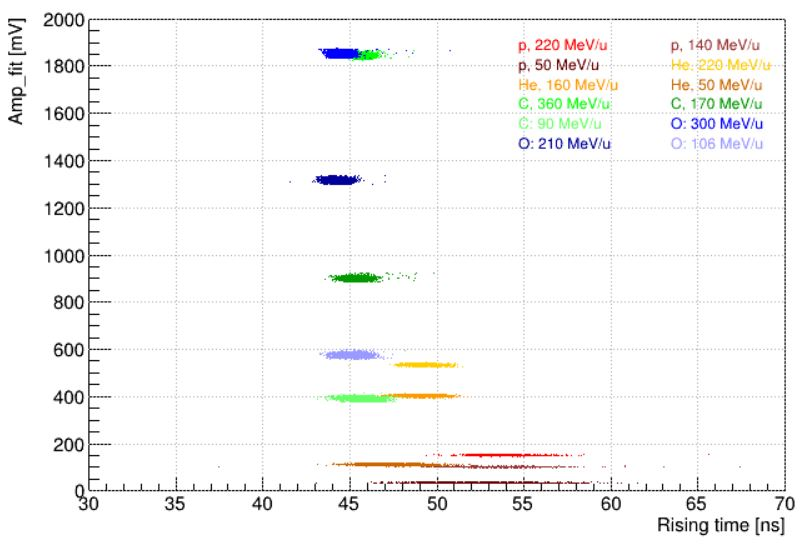 Amp_fit [mV]
2000
1800
1600
1400
1200
1000
800
600
400
200
0
p, 220 MeV/u p, 140 MeV/u
p, 50 MeV/u He, 220 MeV/u
He, 160 MeV/u He, 50 MeV/u
C, 360 MeV/u C, 170 MeV/u
C: 90 MeV/u O: 300 MeV/u
O: 210 MeV/u O: 106 MeV/u
30 35 40 45 50 55 60 65 70
Rising time [ns]